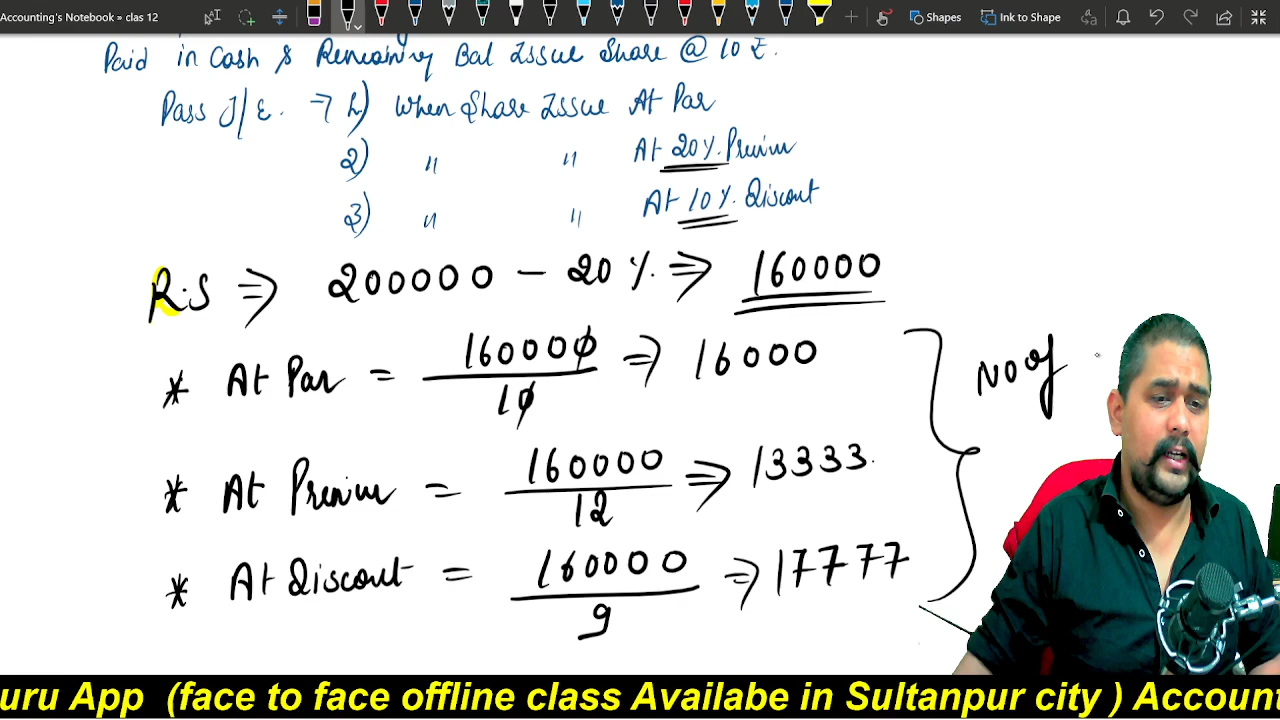 Accounting's Notebook » clas 12
Shapes
Ink to Shape
Paid in Cash & Remaining Bal Issue Share @ 10 ₹.
Pass J/E. → 1) When Share Issue At Par
2) " " At 20%. Premium
3) " " At 10%. Discout
R.S ⇒ 200000 - 20 %. ⇒ 160000
* At Par = 160000/10 ⇒ 16000
* At Premium = 160000/12 ⇒ 13333.
* At Discout = 160000/9 ⇒ 17777
No of
uru App (face to face offline class Availabe in Sultanpur city ) Accoun